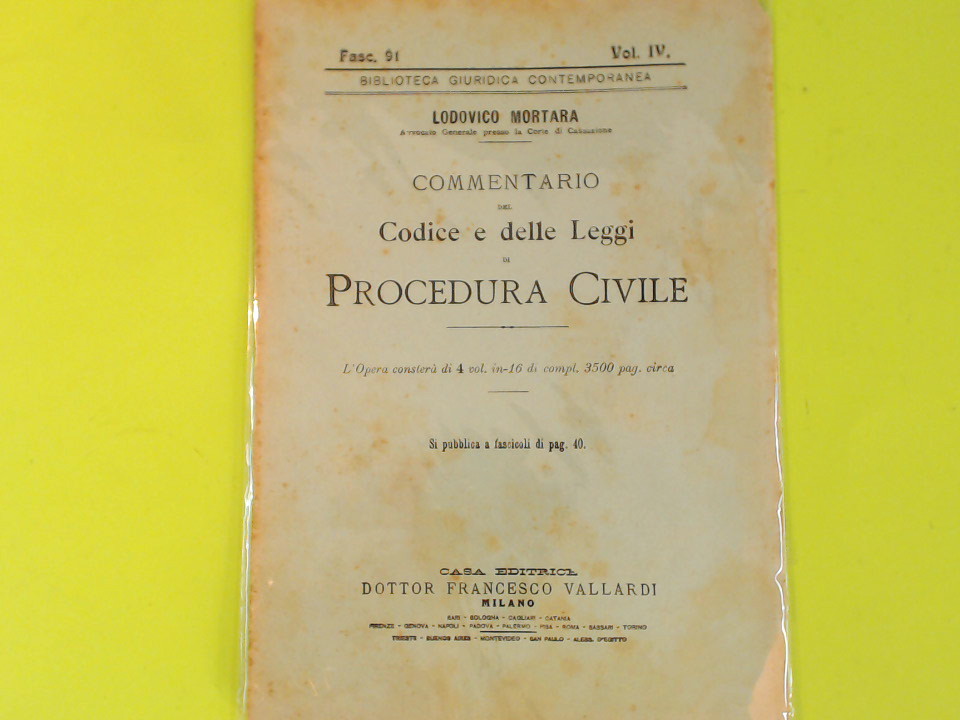 Fasc. 91 Vol. IV.
BIBLIOTECA GIURIDICA CONTEMPORANEA
LODOVICO MORTARA
Avvocato Generale presso la Corte di Cassazione
COMMENTARIO
DEL
Codice e delle Leggi
DI
PROCEDURA CIVILE
L'Opera consterà di 4 vol. in-16 di compl. 3500 pag. circa
Si pubblica a fascicoli di pag. 40.
CASA EDITRICE
DOTTOR FRANCESCO VALLARDI
MILANO
BARI - BOLOGNA - CAGLIARI - CATANIA
FIRENZE - GENOVA - NAPOLI - PADOVA - PALERMO - PISA - ROMA - SASSARI - TORINO
TRIESTE - BUENOS AIRES - MONTEVIDEO - SAN PAULO - ALESS. D'EGITTO